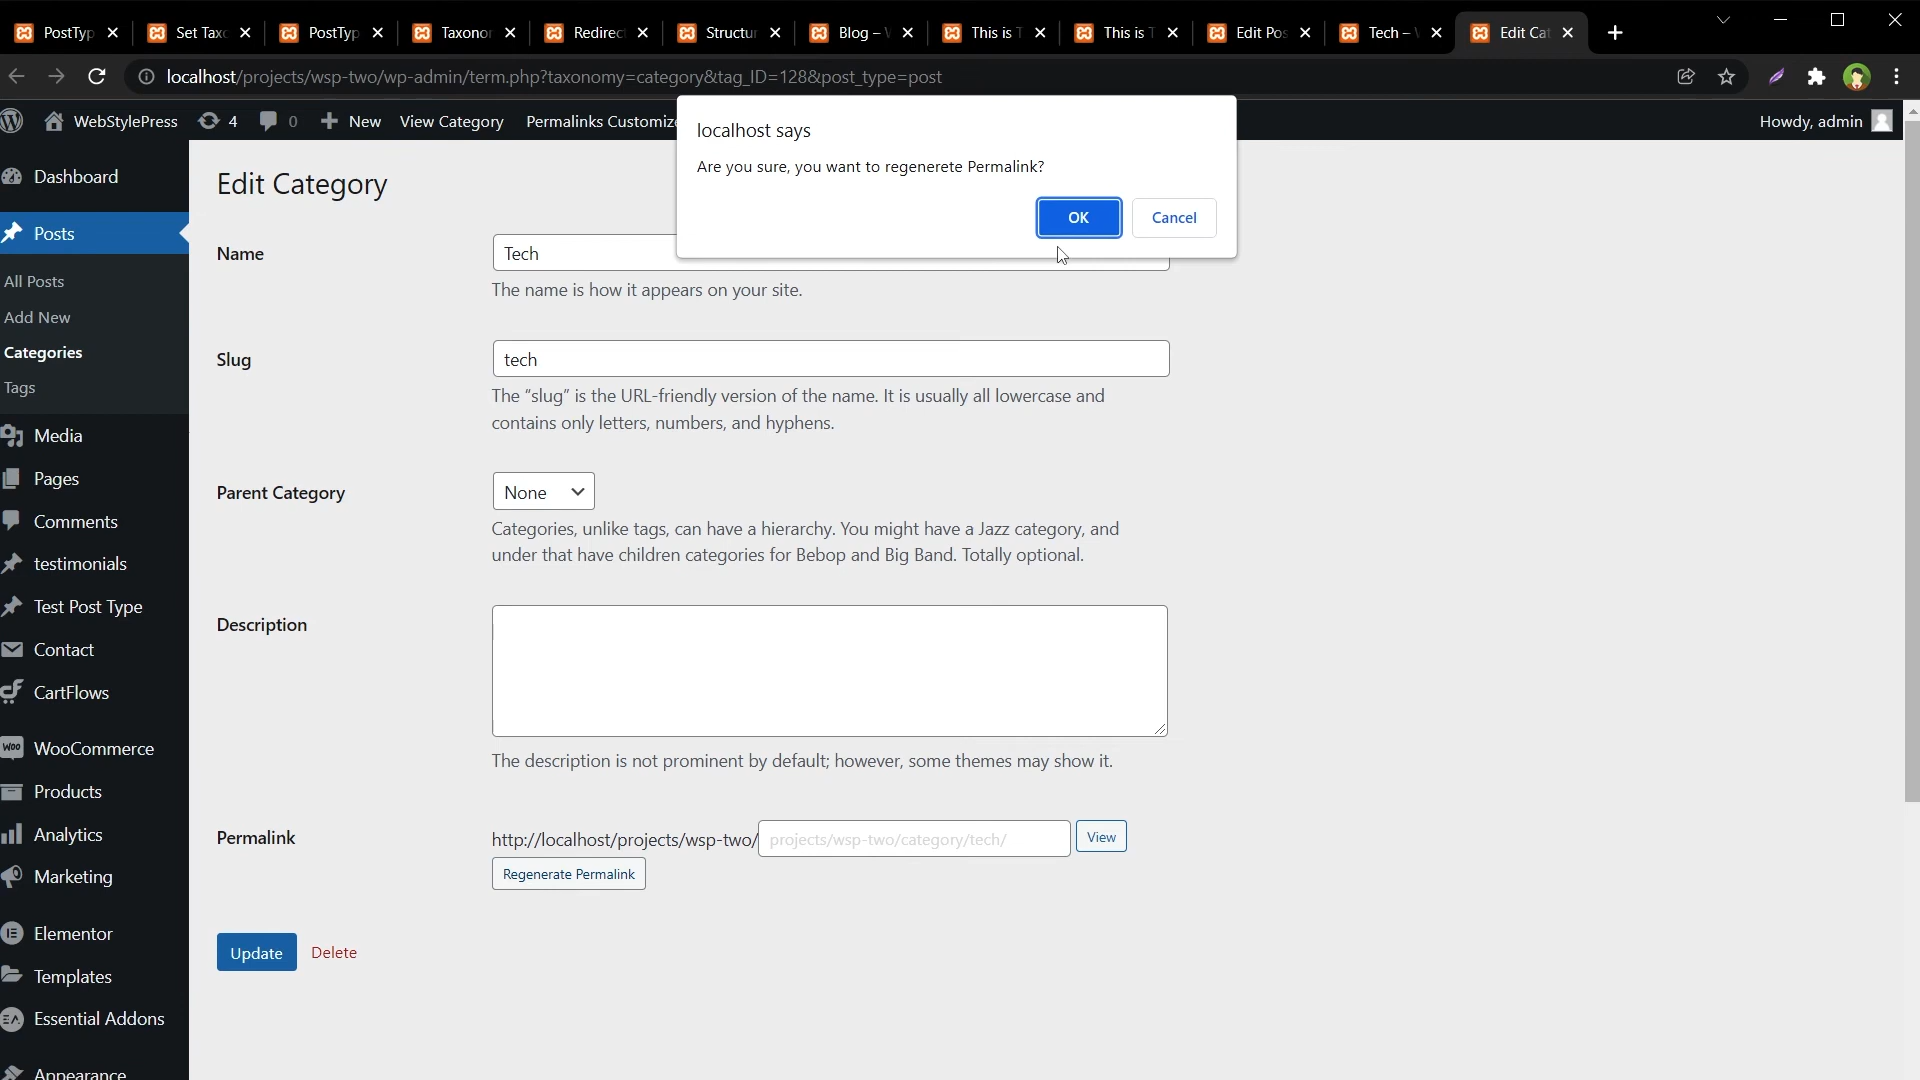 PostTyp
Set Tax
PostTyp
Taxonor
Redirec
Structur
Blog –
This is
This is
Edit Pos
Tech –
Edit Cat
localhost/projects/wsp-two/wp-admin/term.php?taxonomy=category&tag_ID=128&post_type=post
WebStylePress
4
0
New
View Category
Permalinks Customize
Howdy, admin
localhost says
Are you sure, you want to regenerete Permalink?
OK
Cancel
Dashboard
Posts
All Posts
Add New
Categories
Tags
Media
Pages
Comments
testimonials
Test Post Type
Contact
CartFlows
WooCommerce
Products
Analytics
Marketing
Elementor
Templates
Essential Addons
Appearance
Edit Category
Name
Tech
The name is how it appears on your site.
Slug
tech
The “slug” is the URL-friendly version of the name. It is usually all lowercase and
contains only letters, numbers, and hyphens.
Parent Category
None
Categories, unlike tags, can have a hierarchy. You might have a Jazz category, and
under that have children categories for Bebop and Big Band. Totally optional.
Description
The description is not prominent by default; however, some themes may show it.
Permalink
http://localhost/projects/wsp-two/
projects/wsp-two/category/tech/
View
Regenerate Permalink
Update
Delete